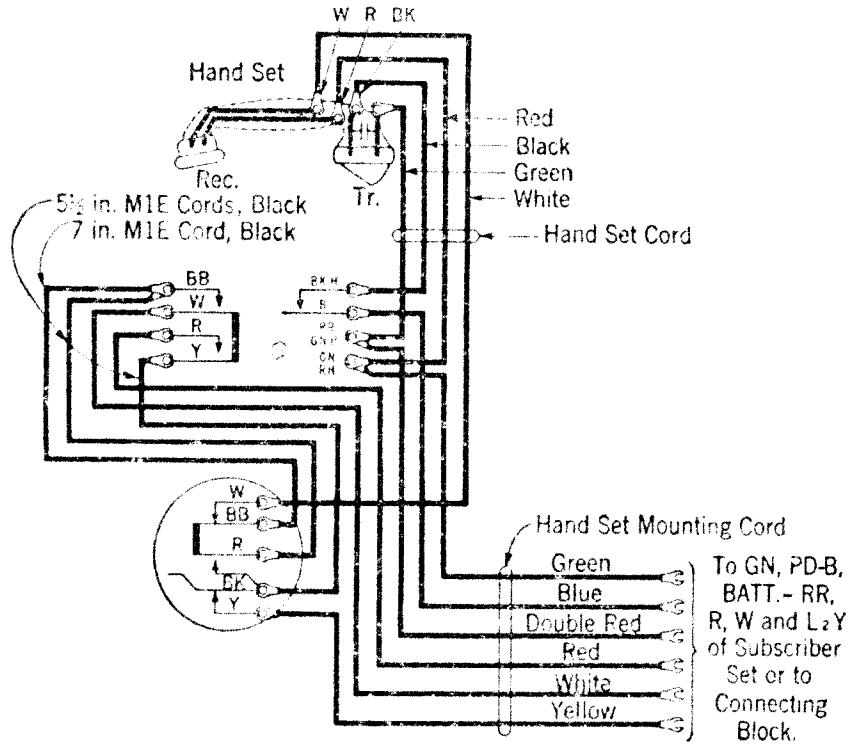 W R BK
Hand Set
Red
Black
Green
White
Rec.
Tr.
5½ in. M1E Cords, Black
7 in. M1E Cord, Black
Hand Set Cord
BB
W
R
Y
BK H
B
RR
GN H
GN
RH
W
BB
R
BK
Y
Hand Set Mounting Cord
Green
Blue
Double Red
Red
White
Yellow
To GN, PD-B,
BATT.- RR,
R, W and L₂Y
of Subscriber
Set or to
Connecting
Block.